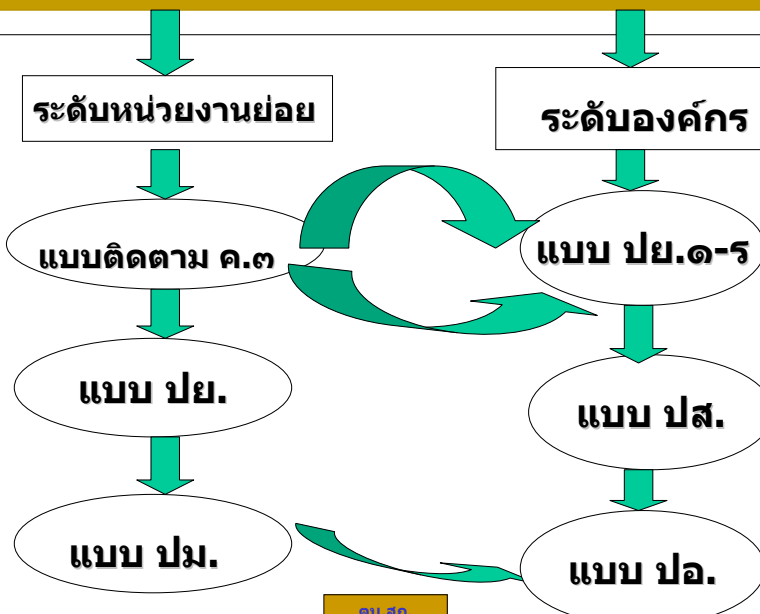 ระดับหน่วยงานย่อย
ระดับองค์กร
แบบติดตาม ค.๓
แบบ ปย.๑-ร
แบบ ปย.
แบบ ปส.
แบบ ปม.
แบบ ปอ.